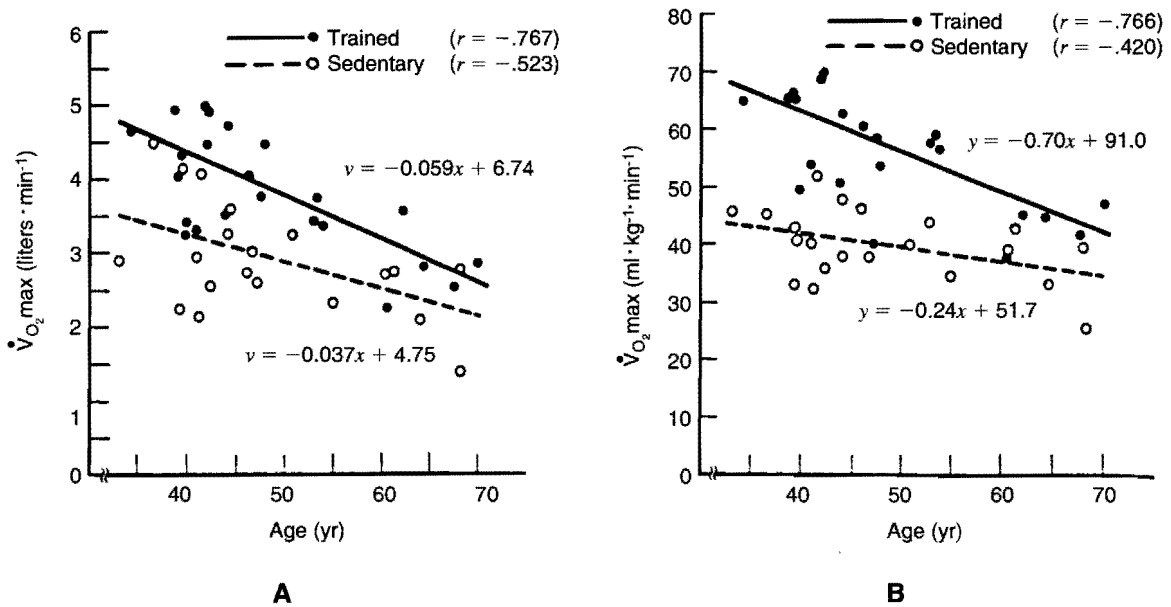 Trained (r = −.767)
Sedentary (r = −.523)
6
5
4
3
2
1
0
V̇O₂max (liters · min⁻¹)
v = −0.059x + 6.74
v = −0.037x + 4.75
40 50 60 70
Age (yr)
A
Trained (r = −.766)
Sedentary (r = −.420)
80
70
60
50
40
30
20
10
0
V̇O₂max (ml · kg⁻¹ · min⁻¹)
y = −0.70x + 91.0
y = −0.24x + 51.7
40 50 60 70
Age (yr)
B